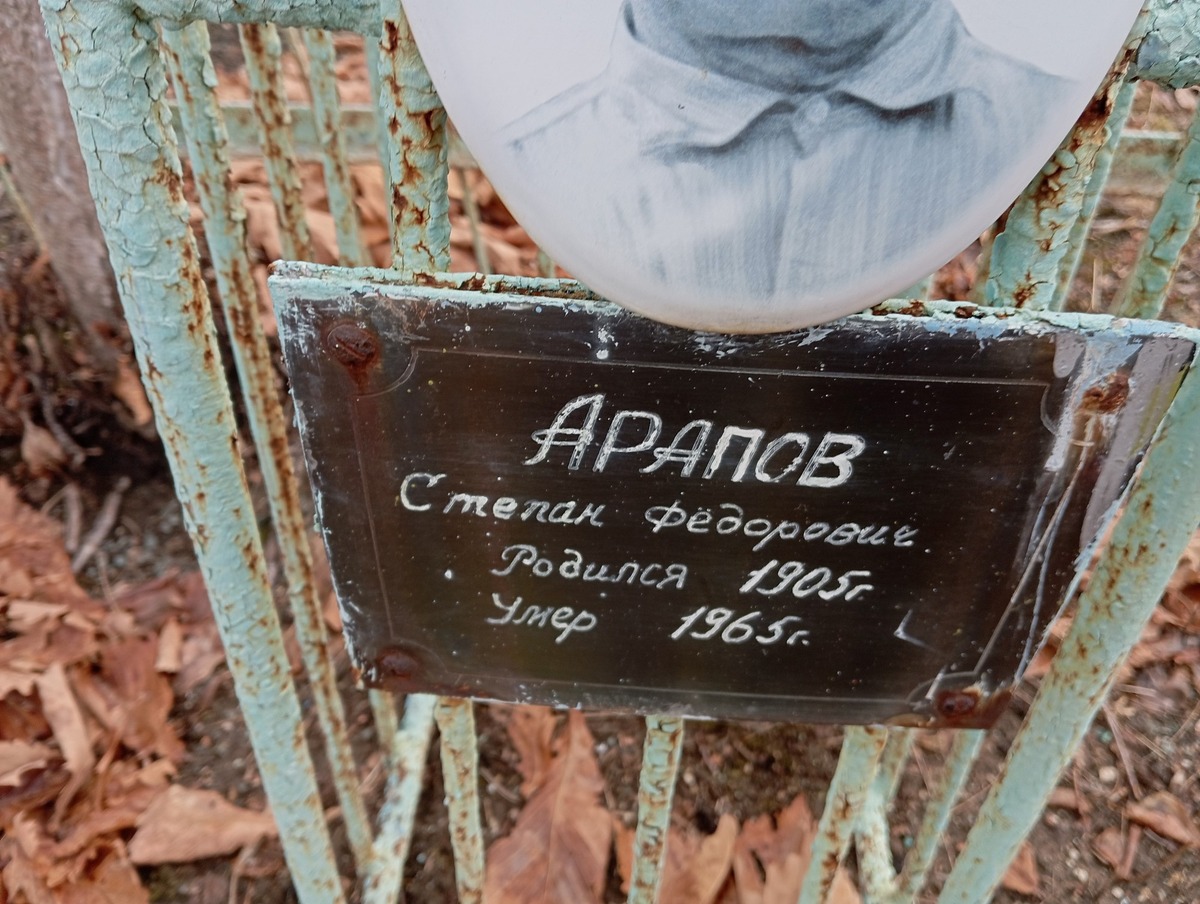 АРАПОВ
Степан Фёдорович
Родился 1905г.
Умер 1965г.